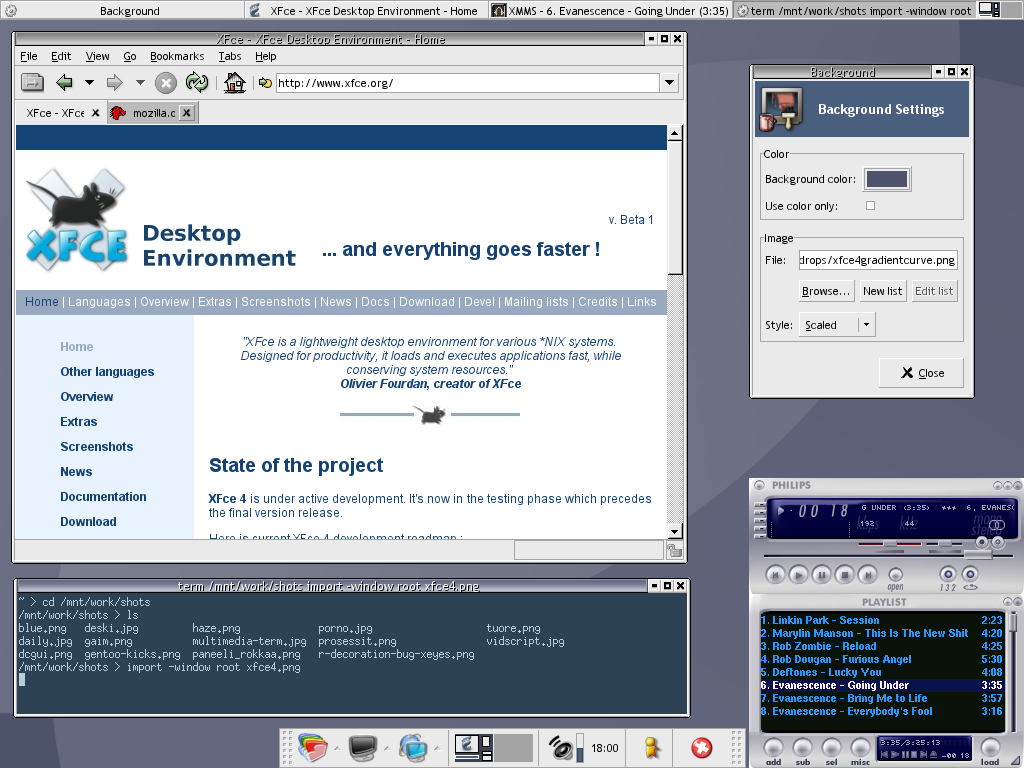 Background
XFce - XFce Desktop Environment - Home
XMMS - 6. Evanescence - Going Under (3:35)
term /mnt/work/shots import -window root
XFce - XFce Desktop Environment - Home
File Edit View Go Bookmarks Tabs Help
http://www.xfce.org/
XFce - XFce
mozilla.c
XFCE
Desktop
Environment
v. Beta 1
... and everything goes faster !
Home | Languages | Overview | Extras | Screenshots | News | Docs | Download | Devel | Mailing lists | Credits | Links
Home
Other languages
Overview
Extras
Screenshots
News
Documentation
Download
"XFce is a lightweight desktop environment for various *NIX systems.
Designed for productivity, it loads and executes applications fast, while
conserving system resources."
Olivier Fourdan, creator of XFce
State of the project
XFce 4 is under active development. It's now in the testing phase which precedes
the final version release.
Here is current XFce 4 development roadmap :
Background
Background Settings
Color
Background color:
Use color only:
Image
File: drops/xfce4gradientcurve.png
Browse... New list Edit list
Style: Scaled
Close
term /mnt/work/shots import -window root xfce4.png
~ > cd /mnt/work/shots
/mnt/work/shots > ls
blue.png deski.jpg haze.png porno.jpg tuore.png
daily.jpg gaim.png multimedia-term.jpg prosessit.png vidscript.jpg
dcgui.png gentoo-kicks.png paneeli_rokkaa.png r-decoration-bug-xeyes.png
/mnt/work/shots > import -window root xfce4.png
PHILIPS
00 18
G UNDER (3:35) *** 6. EVANES
192 44
kbps kHz mono
stereo
open
1 3 2
PLAYLIST
1. Linkin Park - Session 2:23
2. Marylin Manson - This Is The New Shit 4:20
3. Rob Zombie - Reload 4:25
4. Rob Dougan - Furious Angel 5:30
5. Deftones - Lucky You 4:08
6. Evanescence - Going Under 3:35
7. Evanescence - Bring Me to Life 3:57
8. Evanescence - Everybody's Fool 3:16
3:35/3:25:13
-00 18
add sub sel misc load
18:00